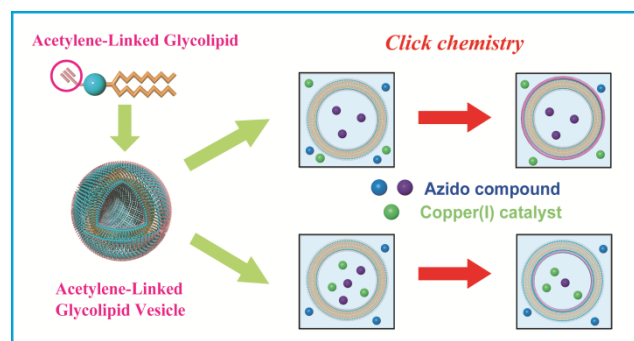 Acetylene-Linked Glycolipid
Click chemistry
Azido compound
Copper(I) catalyst
Acetylene-Linked
Glycolipid Vesicle